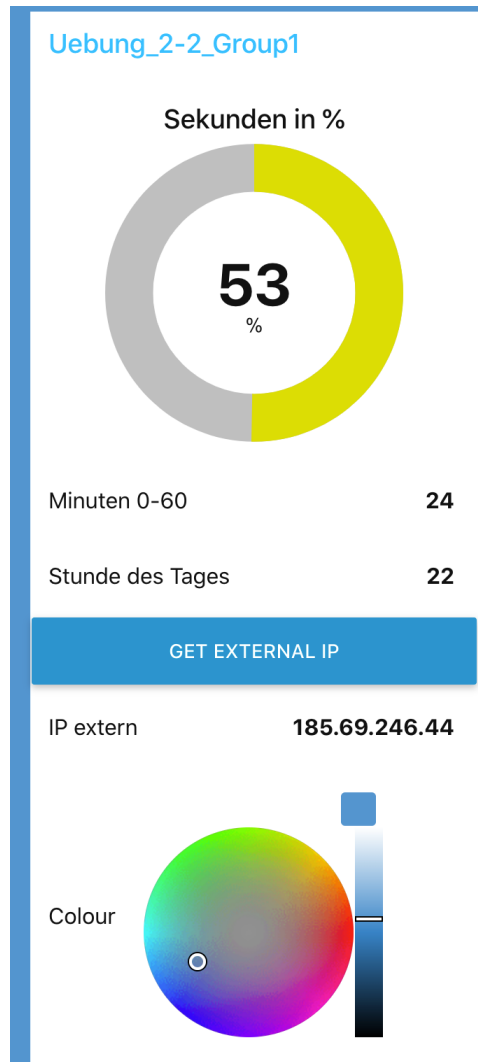 Uebung_2-2_Group1
Sekunden in %
53
%
Minuten 0-60 24
Stunde des Tages 22
GET EXTERNAL IP
IP extern 185.69.246.44
Colour